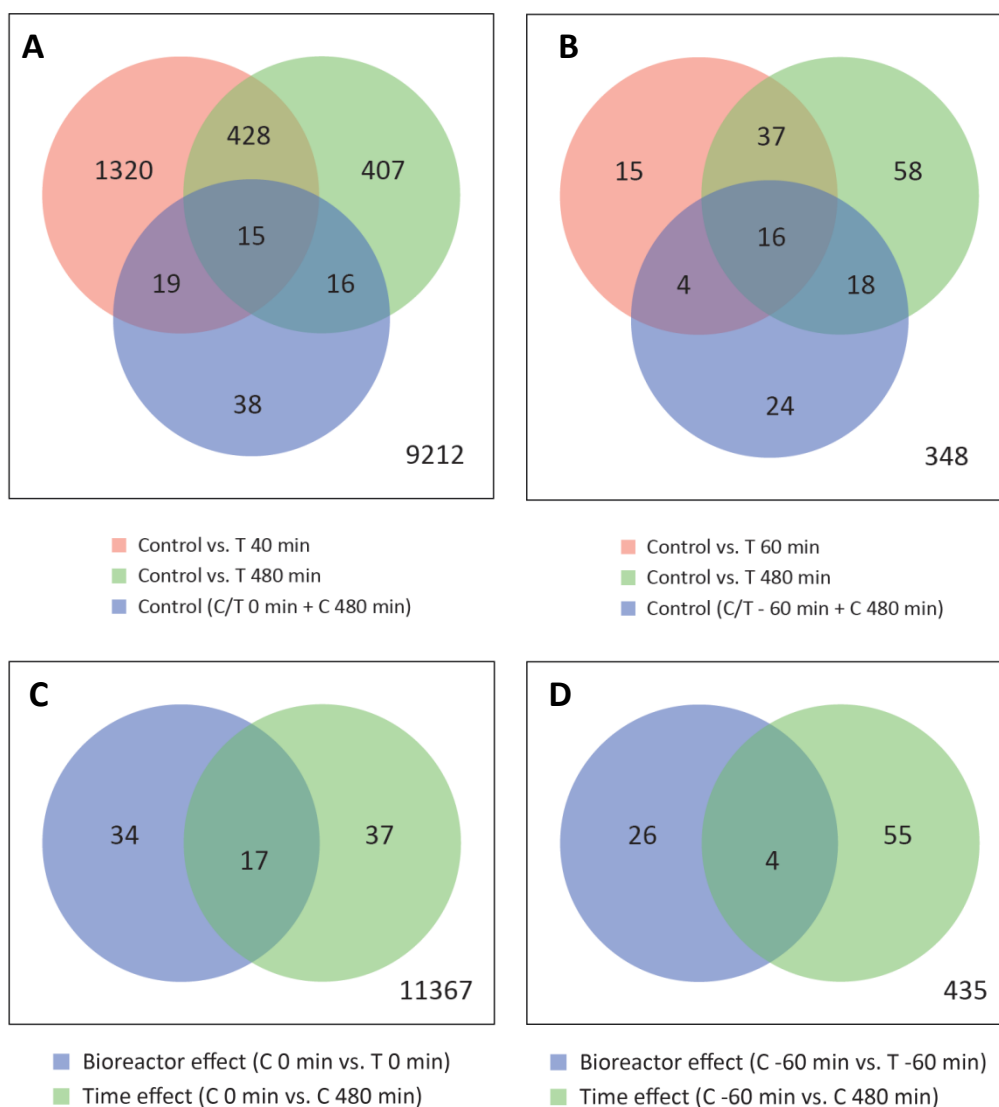 A
428
1320
407
15
19
16
38
9212
Control vs. T 40 min
Control vs. T 480 min
Control (C/T 0 min + C 480 min)
B
37
15
58
16
4
18
24
348
Control vs. T 60 min
Control vs. T 480 min
Control (C/T - 60 min + C 480 min)
C
34
37
17
11367
Bioreactor effect (C 0 min vs. T 0 min)
Time effect (C 0 min vs. C 480 min)
D
26
55
4
435
Bioreactor effect (C -60 min vs. T -60 min)
Time effect (C -60 min vs. C 480 min)